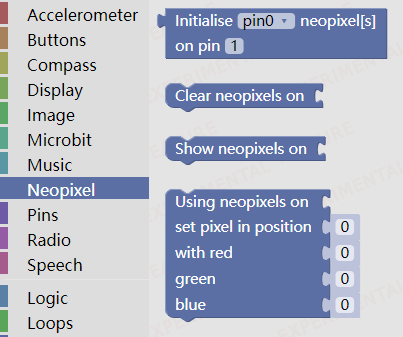 Accelerometer
Buttons
Compass
Display
Image
Microbit
Music
Neopixel
Pins
Radio
Speech
Logic
Loops
Initialise pin0 neopixel[s]
on pin 1
Clear neopixels on
Show neopixels on
Using neopixels on
set pixel in position 0
with red 0
green 0
blue 0
EXPERIMENTAL